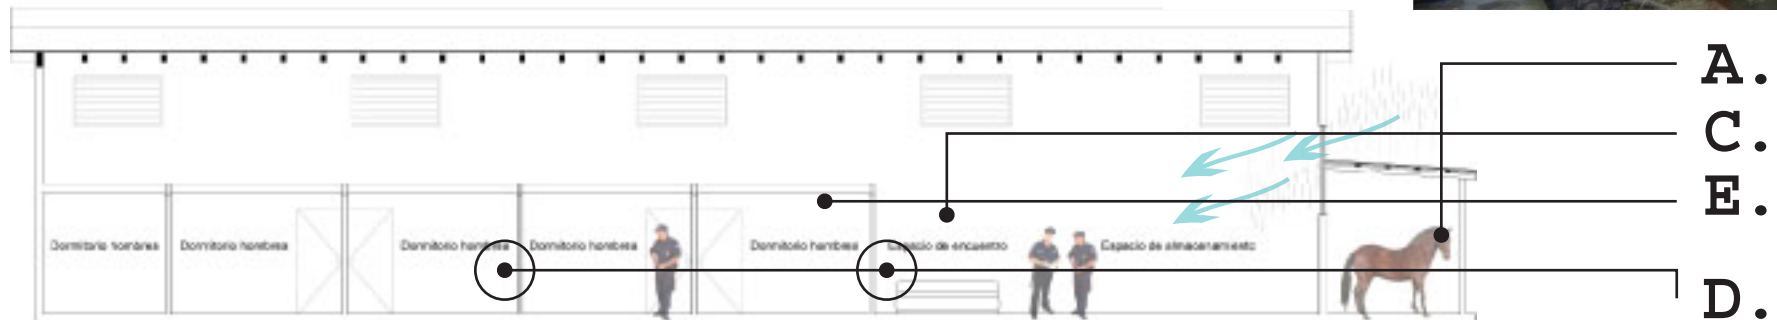 A.
C.
E.
Dormitorio hombres Dormitorio hombres Dormitorio hombres Dormitorio hombres Dormitorio hombres Espacio de encuentro Espacio de almacenamiento
D.